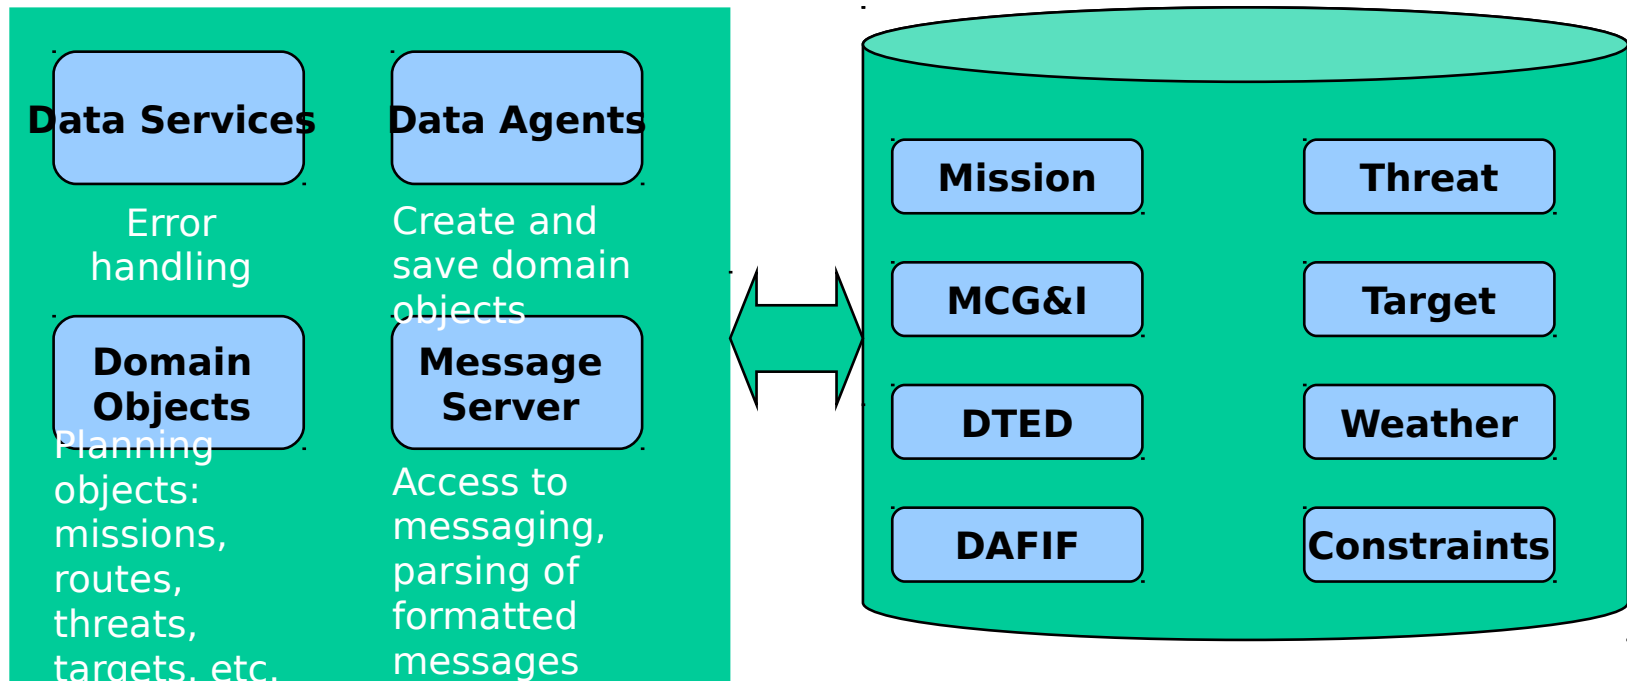 Data Services
Error
handling
Data Agents
Create and
save domain
objects
Domain
Objects
Planning
objects:
missions,
routes,
threats,
targets, etc.
Message
Server
Access to
messaging,
parsing of
formatted
messages
Mission
Threat
MCG&I
Target
DTED
Weather
DAFIF
Constraints